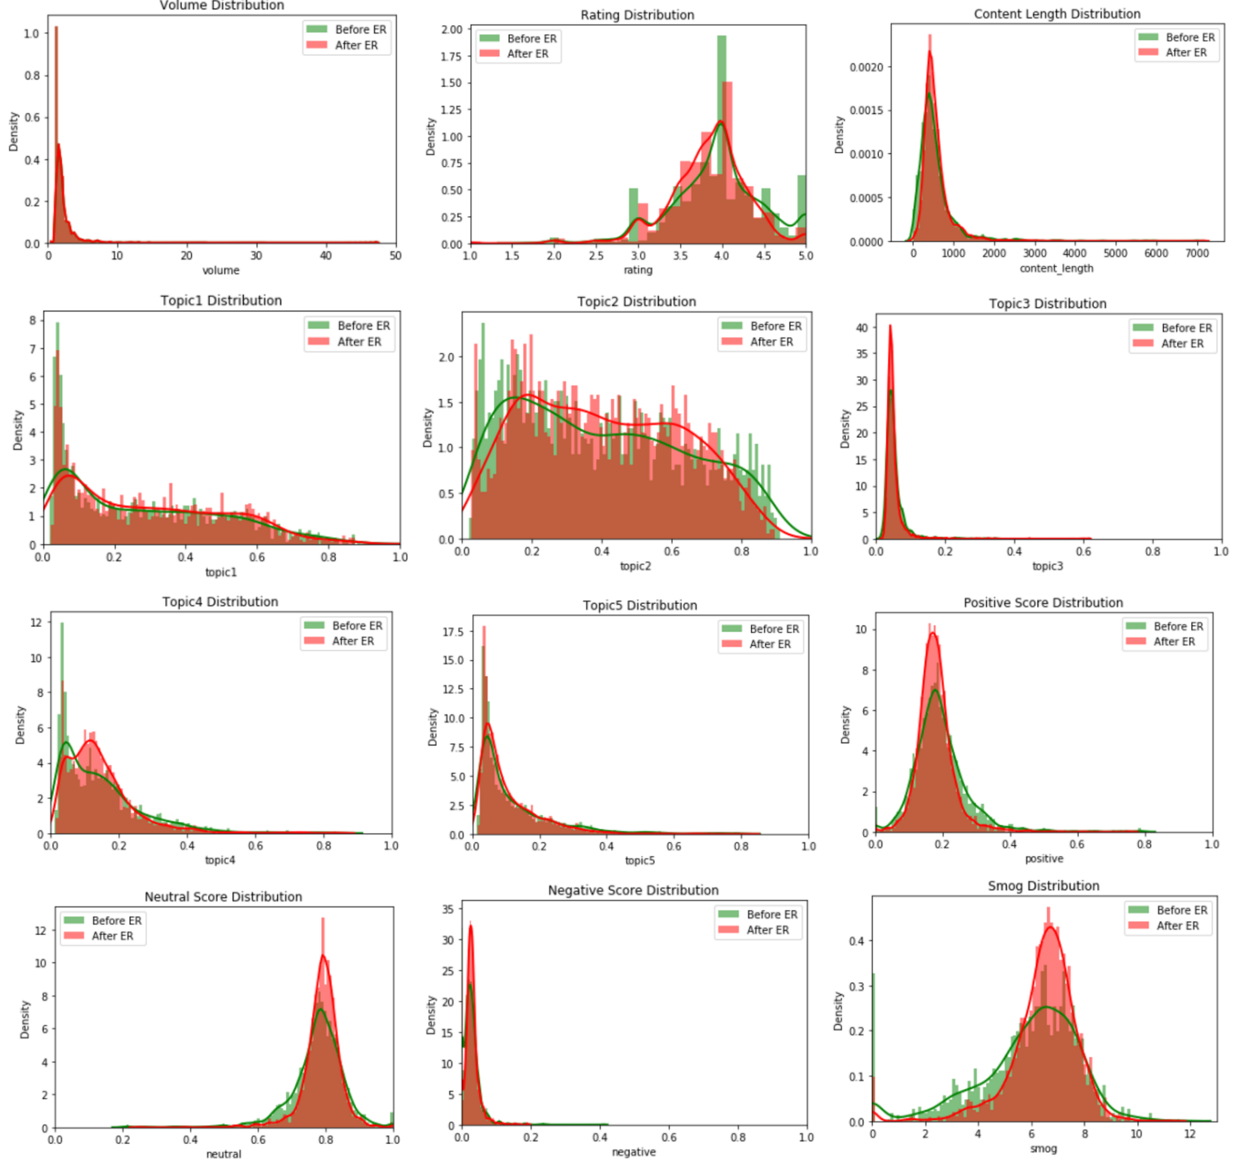 Volume Distribution
Before ER
After ER
1.0
0.8
0.6
0.4
0.2
0.0
Density
0 10 20 30 40 50
volume
Rating Distribution
Before ER
After ER
2.00
1.75
1.50
1.25
1.00
0.75
0.50
0.25
0.00
Density
1.0 1.5 2.0 2.5 3.0 3.5 4.0 4.5 5.0
rating
Content Length Distribution
Before ER
After ER
0.0020
0.0015
0.0010
0.0005
0.0000
Density
0 1000 2000 3000 4000 5000 6000 7000
content_length
Topic1 Distribution
Before ER
After ER
8
7
6
5
4
3
2
1
0
Density
0.0 0.2 0.4 0.6 0.8 1.0
topic1
Topic2 Distribution
Before ER
After ER
2.0
1.5
1.0
0.5
0.0
Density
0.0 0.2 0.4 0.6 0.8 1.0
topic2
Topic3 Distribution
Before ER
After ER
40
35
30
25
20
15
10
5
0
Density
0.0 0.2 0.4 0.6 0.8 1.0
topic3
Topic4 Distribution
Before ER
After ER
12
10
8
6
4
2
0
Density
0.0 0.2 0.4 0.6 0.8 1.0
topic4
Topic5 Distribution
Before ER
After ER
17.5
15.0
12.5
10.0
7.5
5.0
2.5
0.0
Density
0.0 0.2 0.4 0.6 0.8 1.0
topic5
Positive Score Distribution
Before ER
After ER
10
8
6
4
2
0
Density
0.0 0.2 0.4 0.6 0.8 1.0
positive
Neutral Score Distribution
Before ER
After ER
12
10
8
6
4
2
0
Density
0.0 0.2 0.4 0.6 0.8 1.0
neutral
Negative Score Distribution
Before ER
After ER
35
30
25
20
15
10
5
0
Density
0.0 0.2 0.4 0.6 0.8 1.0
negative
Smog Distribution
Before ER
After ER
0.4
0.3
0.2
0.1
0.0
Density
0 2 4 6 8 10 12
smog